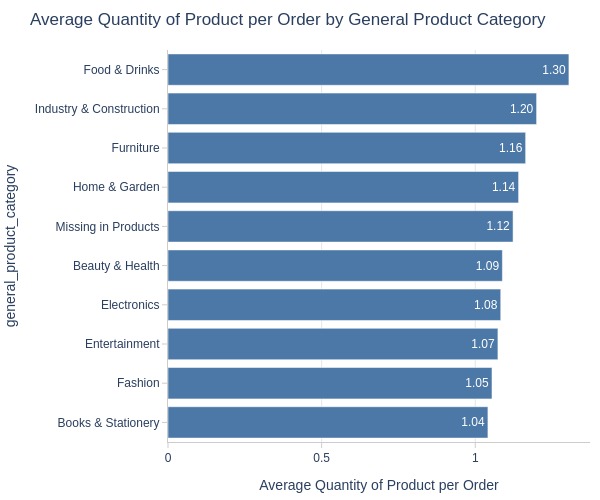 Average Quantity of Product per Order by General Product Category
general_product_category
Food & Drinks 1.30
Industry & Construction 1.20
Furniture 1.16
Home & Garden 1.14
Missing in Products 1.12
Beauty & Health 1.09
Electronics 1.08
Entertainment 1.07
Fashion 1.05
Books & Stationery 1.04
0 0.5 1
Average Quantity of Product per Order